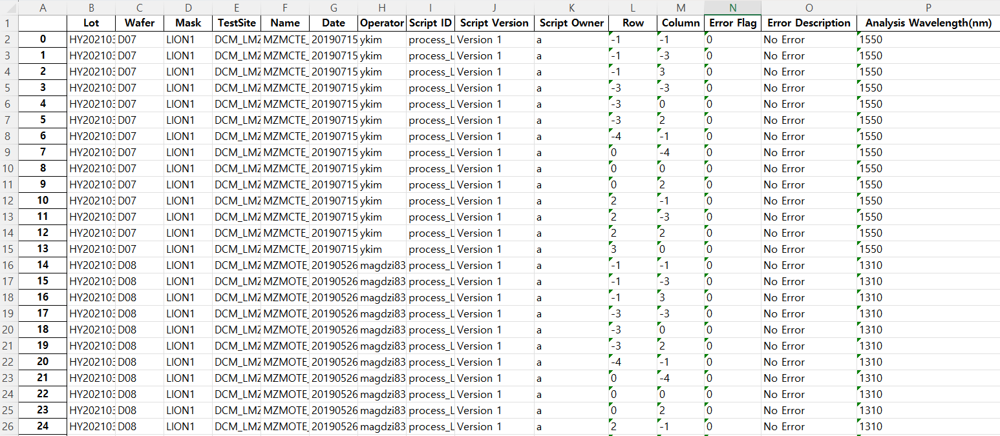 A B C D E F G H I J K L M N O P
1 Lot Wafer Mask TestSite Name Date Operator Script ID Script Version Script Owner Row Column Error Flag Error Description Analysis Wavelength(nm)
2 0 HY202103 D07 LION1 DCM_LMZ MZMCTE_ 20190715 ykim process_L Version 1 a -1 -1 0 No Error 1550
3 1 HY202103 D07 LION1 DCM_LMZ MZMCTE_ 20190715 ykim process_L Version 1 a -1 -3 0 No Error 1550
4 2 HY202103 D07 LION1 DCM_LMZ MZMCTE_ 20190715 ykim process_L Version 1 a -1 3 0 No Error 1550
5 3 HY202103 D07 LION1 DCM_LMZ MZMCTE_ 20190715 ykim process_L Version 1 a -3 -3 0 No Error 1550
6 4 HY202103 D07 LION1 DCM_LMZ MZMCTE_ 20190715 ykim process_L Version 1 a -3 0 0 No Error 1550
7 5 HY202103 D07 LION1 DCM_LMZ MZMCTE_ 20190715 ykim process_L Version 1 a -3 2 0 No Error 1550
8 6 HY202103 D07 LION1 DCM_LMZ MZMCTE_ 20190715 ykim process_L Version 1 a -4 -1 0 No Error 1550
9 7 HY202103 D07 LION1 DCM_LMZ MZMCTE_ 20190715 ykim process_L Version 1 a 0 -4 0 No Error 1550
10 8 HY202103 D07 LION1 DCM_LMZ MZMCTE_ 20190715 ykim process_L Version 1 a 0 0 0 No Error 1550
11 9 HY202103 D07 LION1 DCM_LMZ MZMCTE_ 20190715 ykim process_L Version 1 a 0 2 0 No Error 1550
12 10 HY202103 D07 LION1 DCM_LMZ MZMCTE_ 20190715 ykim process_L Version 1 a 2 -1 0 No Error 1550
13 11 HY202103 D07 LION1 DCM_LMZ MZMCTE_ 20190715 ykim process_L Version 1 a 2 -3 0 No Error 1550
14 12 HY202103 D07 LION1 DCM_LMZ MZMCTE_ 20190715 ykim process_L Version 1 a 2 2 0 No Error 1550
15 13 HY202103 D07 LION1 DCM_LMZ MZMCTE_ 20190715 ykim process_L Version 1 a 3 0 0 No Error 1550
16 14 HY202103 D08 LION1 DCM_LMZ MZMOTE_ 20190526 magdzi83 process_L Version 1 a -1 -1 0 No Error 1310
17 15 HY202103 D08 LION1 DCM_LMZ MZMOTE_ 20190526 magdzi83 process_L Version 1 a -1 -3 0 No Error 1310
18 16 HY202103 D08 LION1 DCM_LMZ MZMOTE_ 20190526 magdzi83 process_L Version 1 a -1 3 0 No Error 1310
19 17 HY202103 D08 LION1 DCM_LMZ MZMOTE_ 20190526 magdzi83 process_L Version 1 a -3 -3 0 No Error 1310
20 18 HY202103 D08 LION1 DCM_LMZ MZMOTE_ 20190526 magdzi83 process_L Version 1 a -3 0 0 No Error 1310
21 19 HY202103 D08 LION1 DCM_LMZ MZMOTE_ 20190526 magdzi83 process_L Version 1 a -3 2 0 No Error 1310
22 20 HY202103 D08 LION1 DCM_LMZ MZMOTE_ 20190526 magdzi83 process_L Version 1 a -4 -1 0 No Error 1310
23 21 HY202103 D08 LION1 DCM_LMZ MZMOTE_ 20190526 magdzi83 process_L Version 1 a 0 -4 0 No Error 1310
24 22 HY202103 D08 LION1 DCM_LMZ MZMOTE_ 20190526 magdzi83 process_L Version 1 a 0 0 0 No Error 1310
25 23 HY202103 D08 LION1 DCM_LMZ MZMOTE_ 20190526 magdzi83 process_L Version 1 a 0 2 0 No Error 1310
26 24 HY202103 D08 LION1 DCM_LMZ MZMOTE_ 20190526 magdzi83 process_L Version 1 a 2 -1 0 No Error 1310